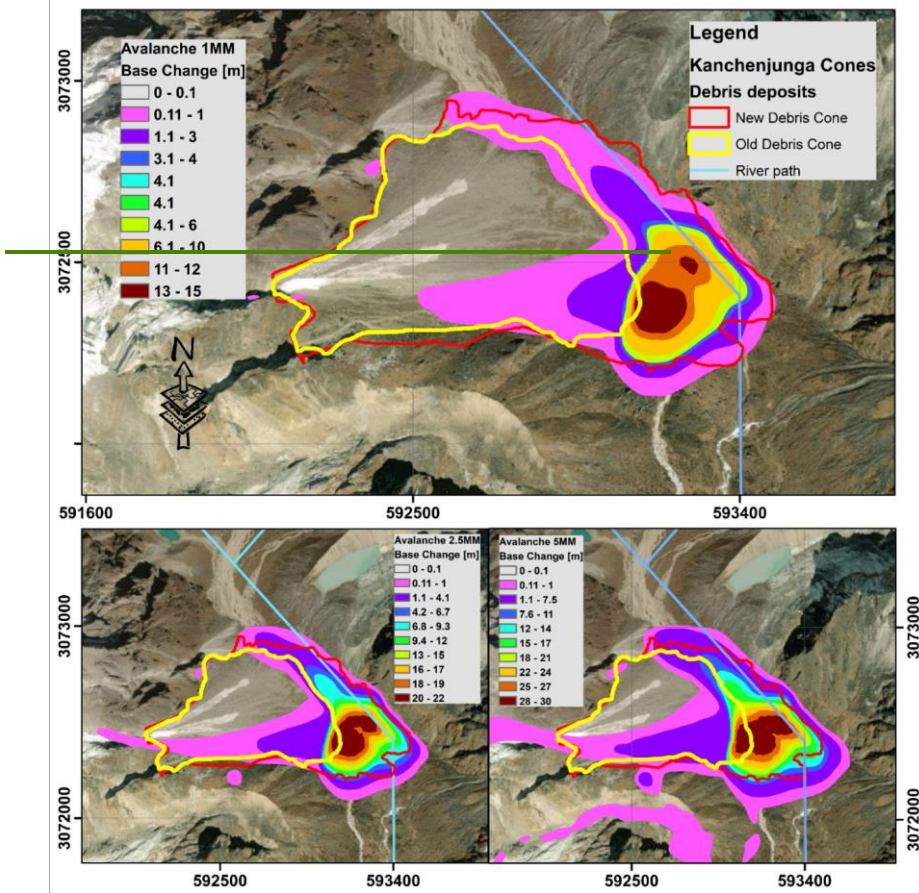 Avalanche 1MM
Base Change [m]
0 - 0.1
0.11 - 1
1.1 - 3
3.1 - 4
4.1
4.1
4.1 - 6
6.1 - 10
11 - 12
13 - 15
Legend
Kanchenjunga Cones
Debris deposits
New Debris Cone
Old Debris Cone
River path
3073000
3072500
N
591600
592500
593400
Avalanche 2.5MM
Base Change [m]
0 - 0.1
0.11 - 1
1.1 - 4.1
4.2 - 6.7
6.8 - 9.3
9.4 - 12
13 - 15
16 - 17
18 - 19
20 - 22
3073000
3072000
592500
593400
Avalanche 5MM
Base Change [m]
0 - 0.1
0.11 - 1
1.1 - 7.5
7.6 - 11
12 - 14
15 - 17
18 - 21
22 - 24
25 - 27
28 - 30
3073000
3072000
592500
593400